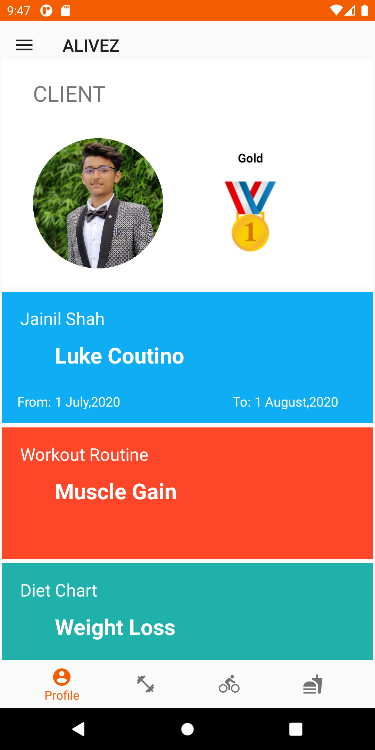 9:47
ALIVEZ
CLIENT
Gold
1
Jainil Shah
Luke Coutino
From: 1 July,2020
To: 1 August,2020
Workout Routine
Muscle Gain
Diet Chart
Weight Loss
Profile